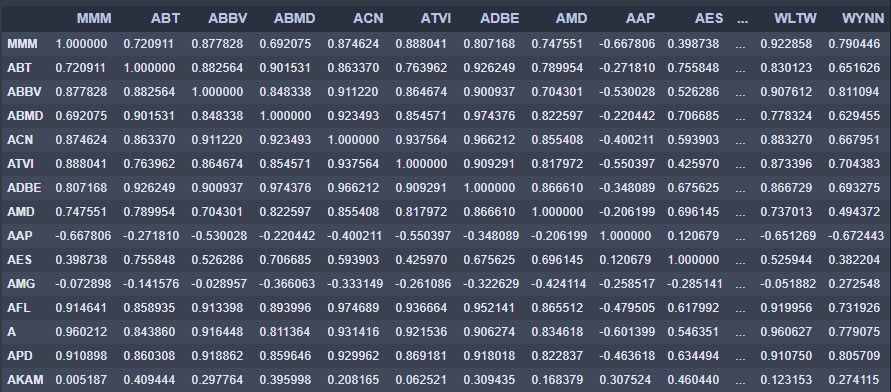 MMM ABT ABBV ABMD ACN ATVI ADBE AMD AAP AES ... WLTW WYNN
MMM 1.000000 0.720911 0.877828 0.692075 0.874624 0.888041 0.807168 0.747551 -0.667806 0.398738 ... 0.922858 0.790446
ABT 0.720911 1.000000 0.882564 0.901531 0.863370 0.763962 0.926249 0.789954 -0.271810 0.755848 ... 0.830123 0.651626
ABBV 0.877828 0.882564 1.000000 0.848338 0.911220 0.864674 0.900937 0.704301 -0.530028 0.526286 ... 0.907612 0.811094
ABMD 0.692075 0.901531 0.848338 1.000000 0.923493 0.854571 0.974376 0.822597 -0.220442 0.706685 ... 0.778324 0.629455
ACN 0.874624 0.863370 0.911220 0.923493 1.000000 0.937564 0.966212 0.855408 -0.400211 0.593903 ... 0.883270 0.667951
ATVI 0.888041 0.763962 0.864674 0.854571 0.937564 1.000000 0.909291 0.817972 -0.550397 0.425970 ... 0.873396 0.704383
ADBE 0.807168 0.926249 0.900937 0.974376 0.966212 0.909291 1.000000 0.866610 -0.348089 0.675625 ... 0.866729 0.693275
AMD 0.747551 0.789954 0.704301 0.822597 0.855408 0.817972 0.866610 1.000000 -0.206199 0.696145 ... 0.737013 0.494372
AAP -0.667806 -0.271810 -0.530028 -0.220442 -0.400211 -0.550397 -0.348089 -0.206199 1.000000 0.120679 ... -0.651269 -0.672443
AES 0.398738 0.755848 0.526286 0.706685 0.593903 0.425970 0.675625 0.696145 0.120679 1.000000 ... 0.525944 0.382204
AMG -0.072898 -0.141576 -0.028957 -0.366063 -0.333149 -0.261086 -0.322629 -0.424114 -0.258517 -0.285141 ... -0.051882 0.272548
AFL 0.914641 0.858935 0.913398 0.893996 0.974689 0.936664 0.952141 0.865512 -0.479505 0.617992 ... 0.919956 0.731926
A 0.960212 0.843860 0.916448 0.811364 0.931416 0.921536 0.906274 0.834618 -0.601399 0.546351 ... 0.960627 0.779075
APD 0.910898 0.860308 0.918862 0.859646 0.929962 0.869181 0.918018 0.822837 -0.463618 0.634494 ... 0.910750 0.805709
AKAM 0.005187 0.409444 0.297764 0.395998 0.208165 0.062521 0.309435 0.168379 0.307524 0.460440 ... 0.123153 0.274115